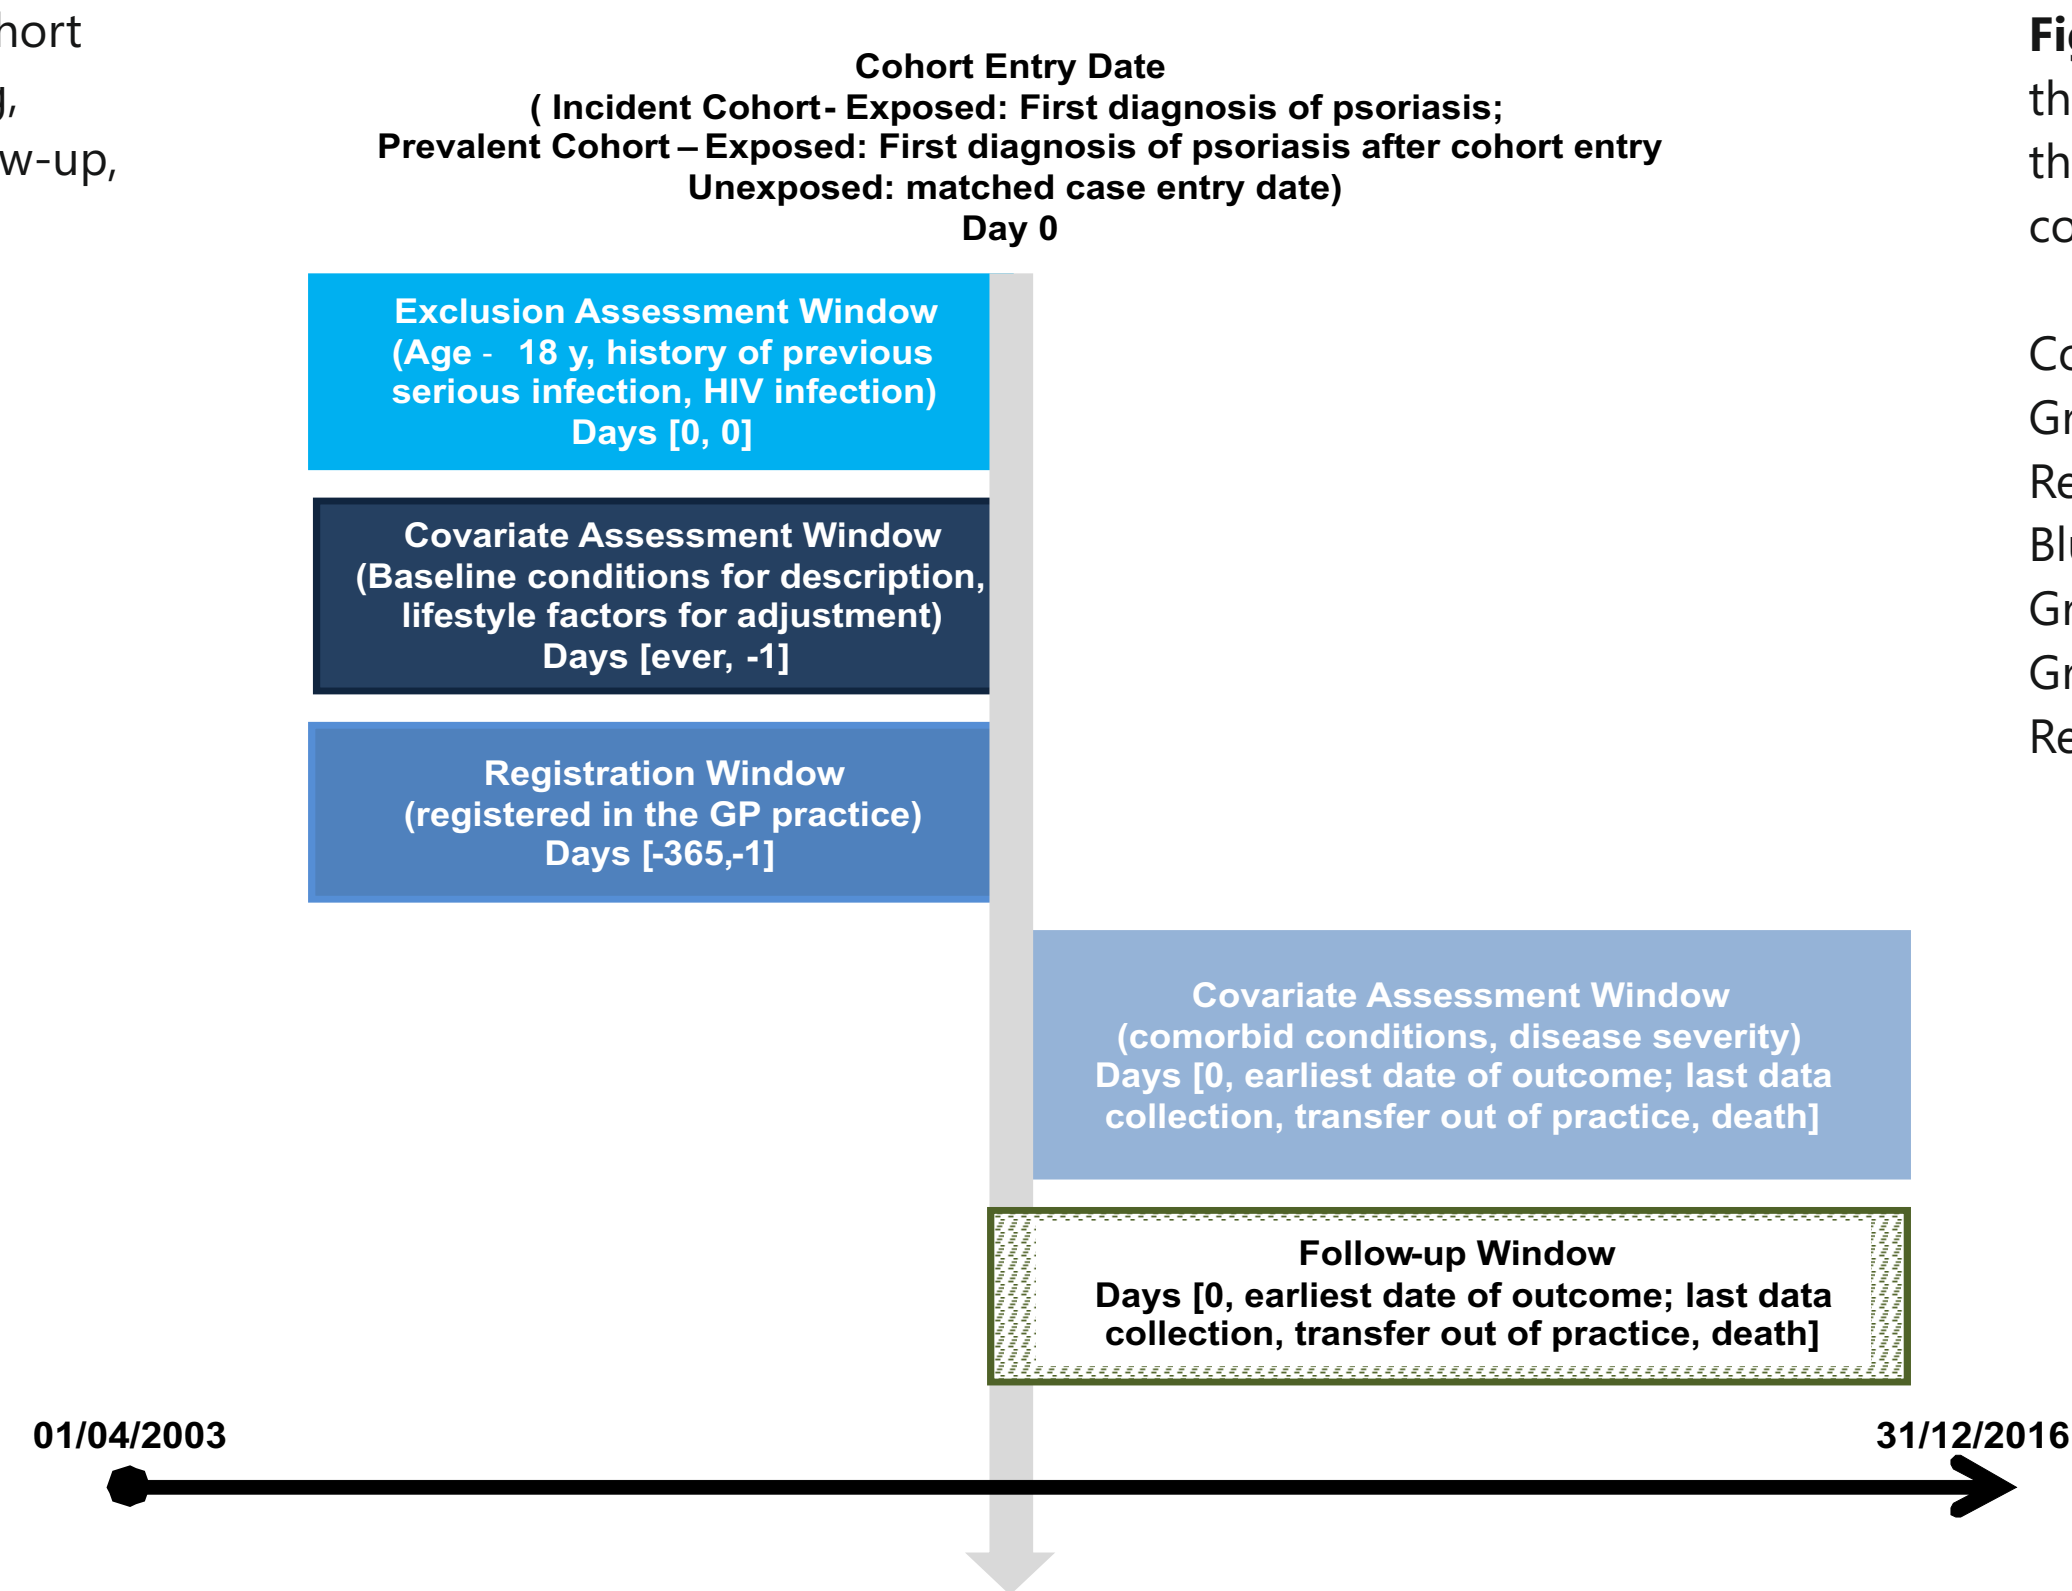 hort
g,
w-up,
Cohort Entry Date
( Incident Cohort- Exposed: First diagnosis of psoriasis;
Prevalent Cohort – Exposed: First diagnosis of psoriasis after cohort entry
Unexposed: matched case entry date)
Day 0
Exclusion Assessment Window
(Age - 18 y, history of previous
serious infection, HIV infection)
Days [0, 0]
Covariate Assessment Window
(Baseline conditions for description,
lifestyle factors for adjustment)
Days [ever, -1]
Registration Window
(registered in the GP practice)
Days [-365,-1]
Covariate Assessment Window
(comorbid conditions, disease severity)
Days [0, earliest date of outcome; last data
collection, transfer out of practice, death]
Follow-up Window
Days [0, earliest date of outcome; last data
collection, transfer out of practice, death]
01/04/2003
31/12/2016
Fig
th
th
co
Co
Gr
Re
Blu
Gr
Gr
Re